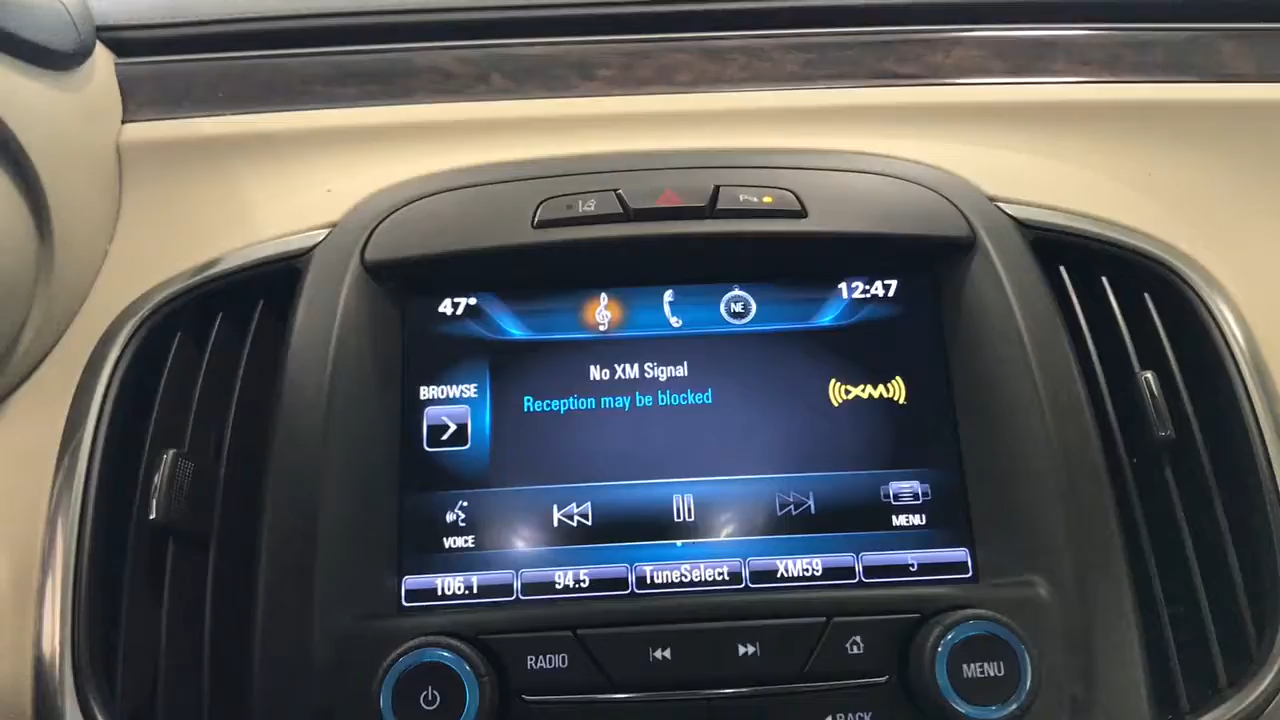 P
47°
NE
12:47
No XM Signal
BROWSE
Reception may be blocked
((XM))
VOICE
MENU
106.1
94.5
TuneSelect
XM59
5
RADIO
MENU
BACK